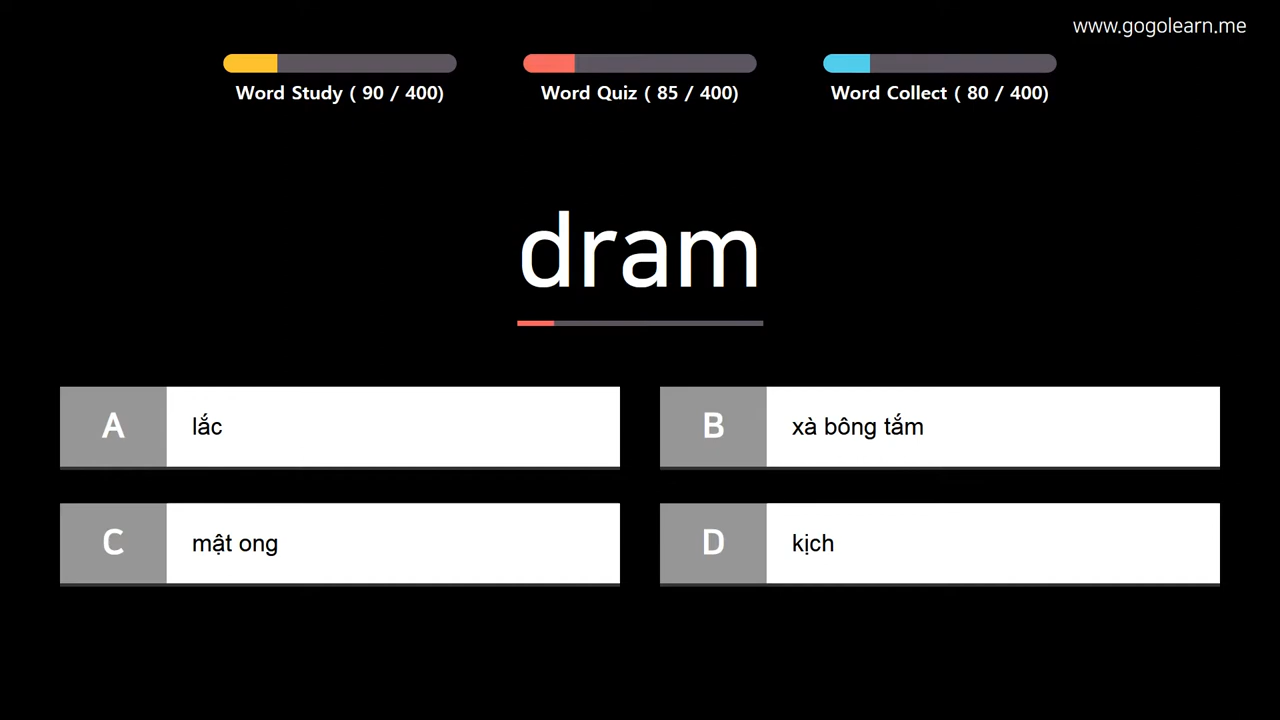 www.gogolearn.me
Word Study ( 90 / 400)
Word Quiz ( 85 / 400)
Word Collect ( 80 / 400)
dram
A lắc
B xà bông tắm
C mật ong
D kịch